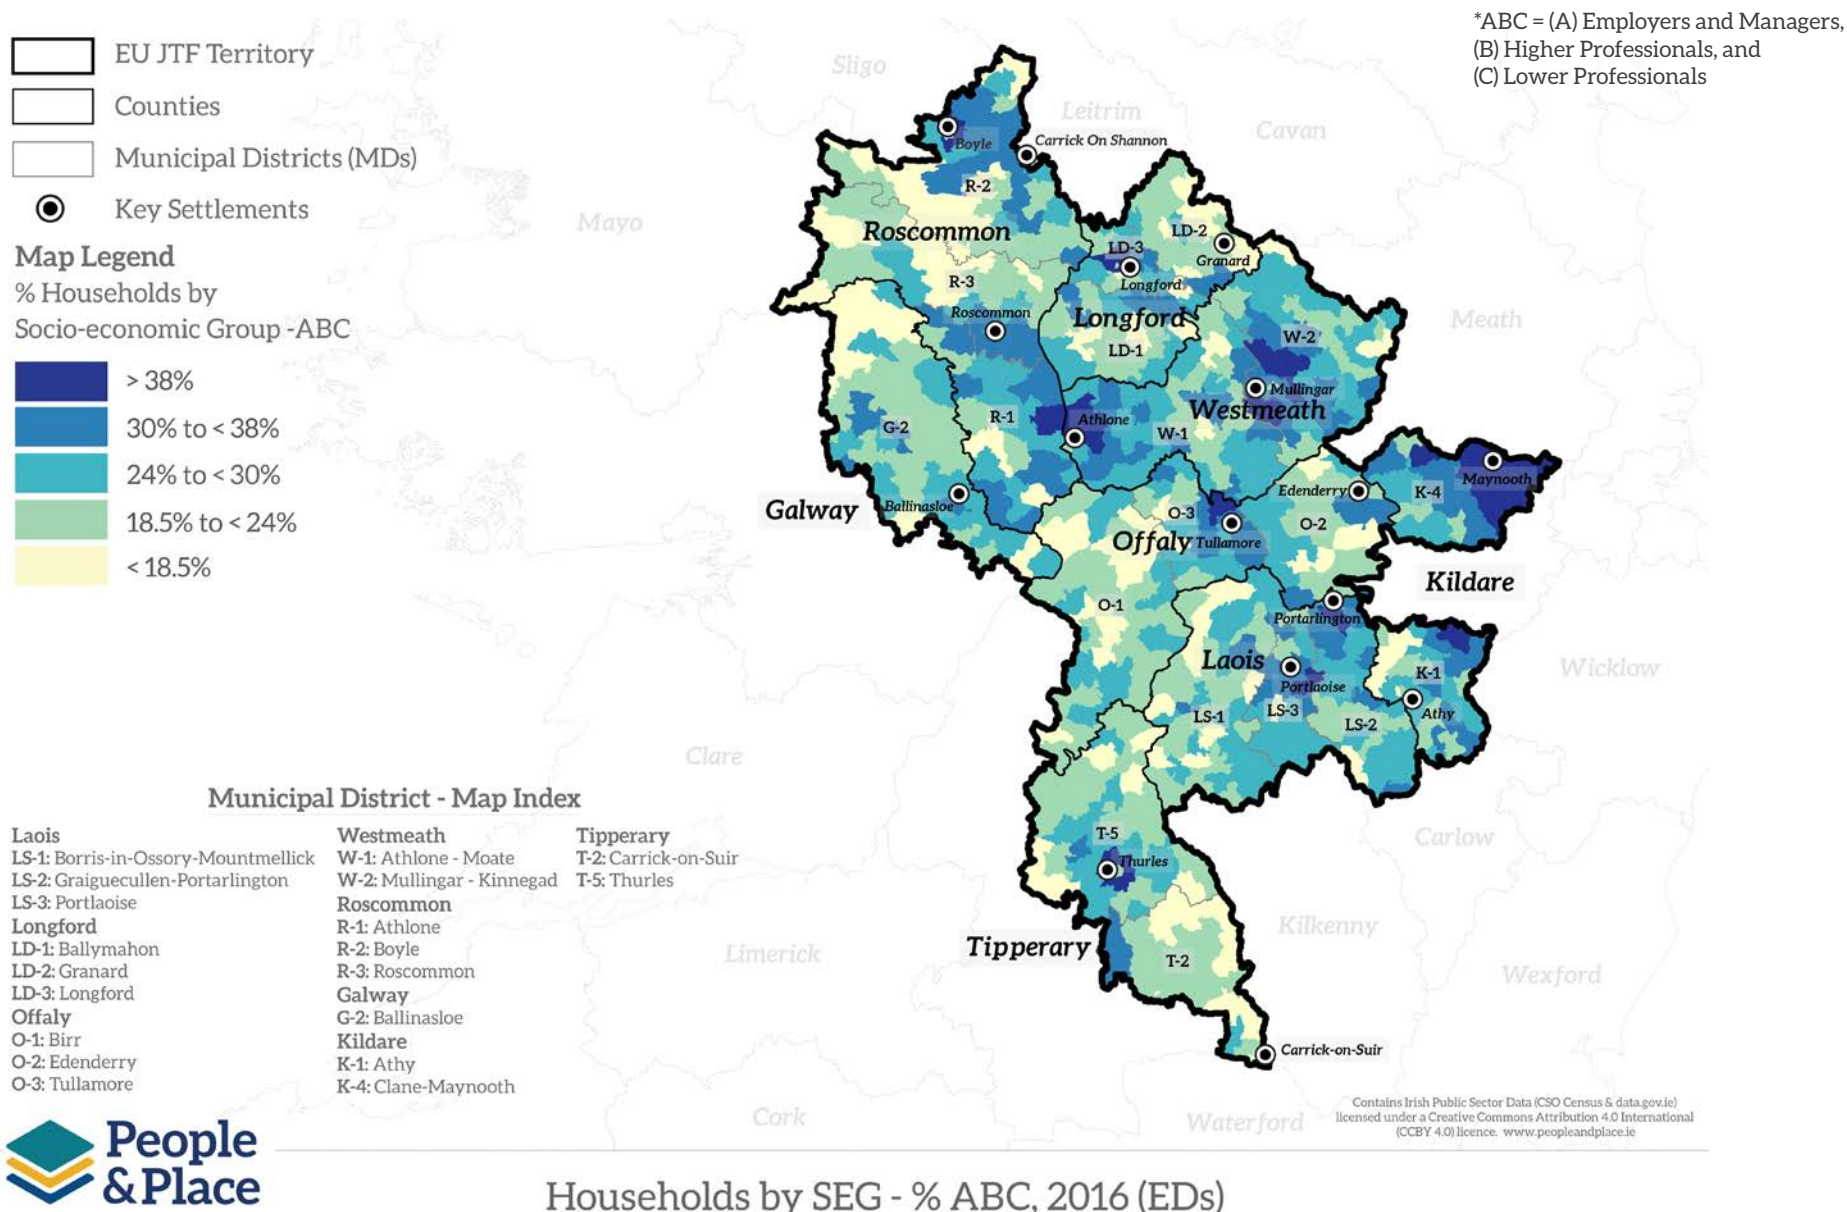 *ABC = (A) Employers and Managers,
(B) Higher Professionals, and
(C) Lower Professionals
EU JTF Territory
Counties
Municipal Districts (MDs)
Key Settlements
Map Legend
% Households by
Socio-economic Group -ABC
> 38%
30% to < 38%
24% to < 30%
18.5% to < 24%
< 18.5%
Sligo
Leitrim
Cavan
Mayo
Meath
Wicklow
Clare
Carlow
Kilkenny
Limerick
Wexford
Cork
Waterford
Boyle
Carrick On Shannon
R-2
Roscommon
LD-2
LD-3
Granard
R-3
Longford
Roscommon
Longford
W-2
LD-1
Mullingar
Westmeath
Athlone
R-1
G-2
W-1
Maynooth
K-4
Edenderry
Galway
Ballinasloe
O-3
O-2
Offaly
Tullamore
Kildare
O-1
Portarlington
Laois
K-1
Portlaoise
LS-1
LS-3
LS-2
Athy
T-5
Thurles
Tipperary
T-2
Carrick-on-Suir
Municipal District - Map Index
Laois
LS-1: Borris-in-Ossory-Mountmellick
LS-2: Graiguecullen-Portarlington
LS-3: Portlaoise
Longford
LD-1: Ballymahon
LD-2: Granard
LD-3: Longford
Offaly
O-1: Birr
O-2: Edenderry
O-3: Tullamore
Westmeath
W-1: Athlone - Moate
W-2: Mullingar - Kinnegad
Roscommon
R-1: Athlone
R-2: Boyle
R-3: Roscommon
Galway
G-2: Ballinasloe
Kildare
K-1: Athy
K-4: Clane-Maynooth
Tipperary
T-2: Carrick-on-Suir
T-5: Thurles
Contains Irish Public Sector Data (CSO Census & data.gov.ie)
licensed under a Creative Commons Attribution 4.0 International
(CCBY 4.0) licence. www.peopleandplace.ie
People
&Place
Households by SEG - % ABC, 2016 (EDs)